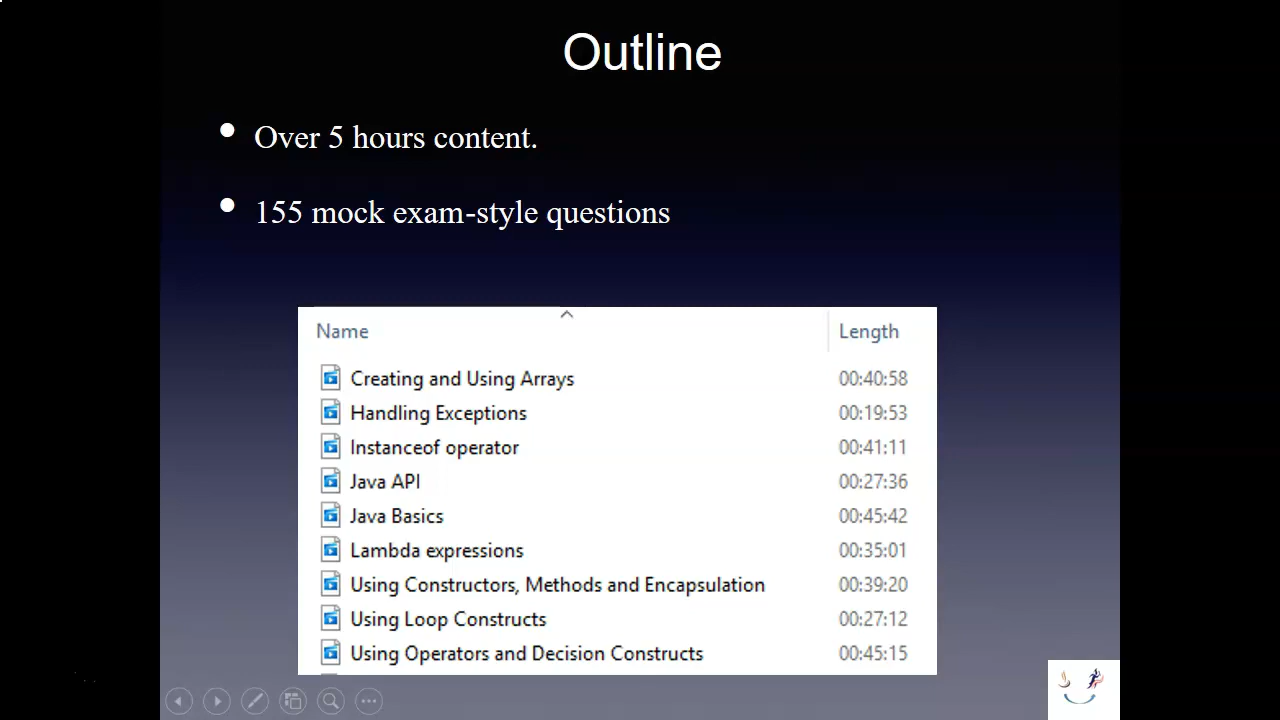 Outline
• Over 5 hours content.
• 155 mock exam-style questions
Name Length
Creating and Using Arrays 00:40:58
Handling Exceptions 00:19:53
Instanceof operator 00:41:11
Java API 00:27:36
Java Basics 00:45:42
Lambda expressions 00:35:01
Using Constructors, Methods and Encapsulation 00:39:20
Using Loop Constructs 00:27:12
Using Operators and Decision Constructs 00:45:15